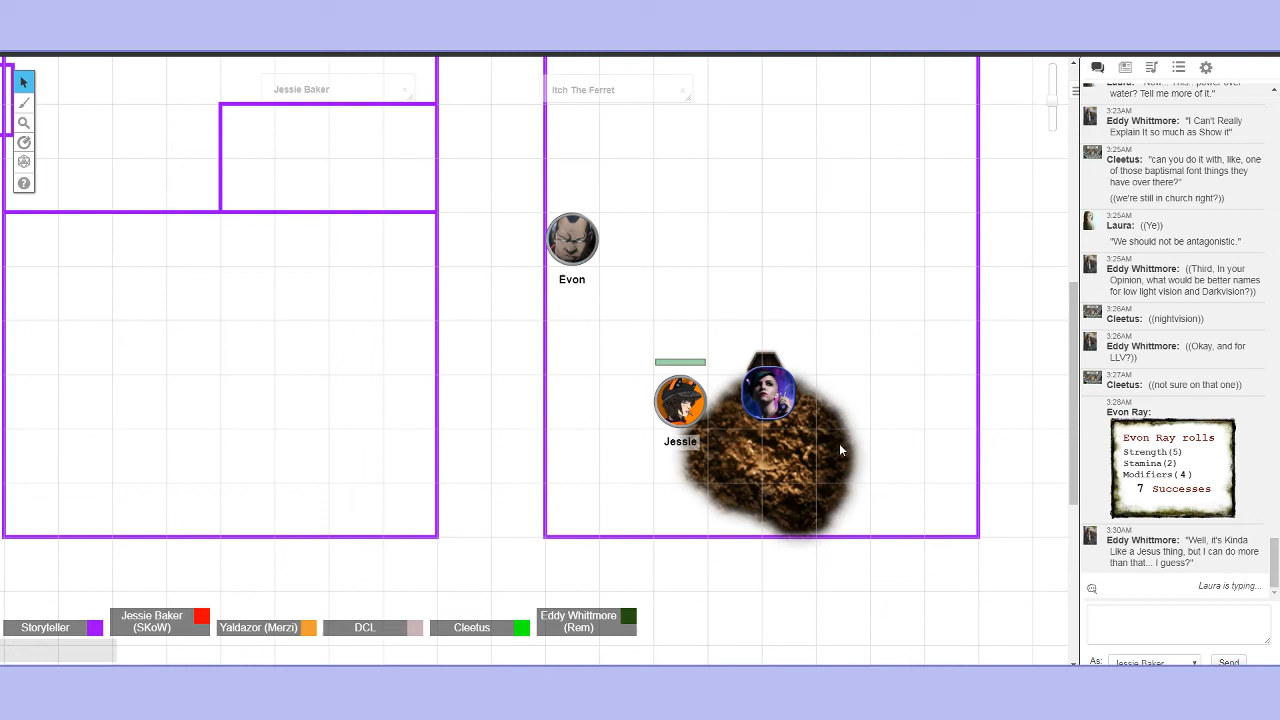 Jessie Baker
Itch The Ferret
Evon
Jessie
Storyteller
Jessie Baker
(SKoW)
Yaldazor (Merzi)
DCL
Cleetus
Eddy Whittmore
(Rem)
water? Tell me more of it."
3:23AM
Eddy Whittmore: "I Can't Really
Explain It so much as Show it"
3:25AM
Cleetus: "can you do it with, like, one
of those baptismal font things they
have over there?"
((we're still in church right?))
3:25AM
Laura: ((Ye))
"We should not be antagonistic."
3:25AM
Eddy Whittmore: ((Third, In your
Opinion, what would be better names
for low light vision and Darkvision?))
3:26AM
Cleetus: ((nightvision))
3:26AM
Eddy Whittmore: ((Okay, and for
LLV?))
3:27AM
Cleetus: ((not sure on that one))
3:28AM
Evon Ray:
Evon Ray rolls
Strength(5)
Stamina(2)
Modifiers( 4 )
7 Successes
3:30AM
Eddy Whittmore: "Well, it's Kinda
Like a Jesus thing, but I can do more
than that... I guess?"
Laura is typing...
As: Jessie Baker Send